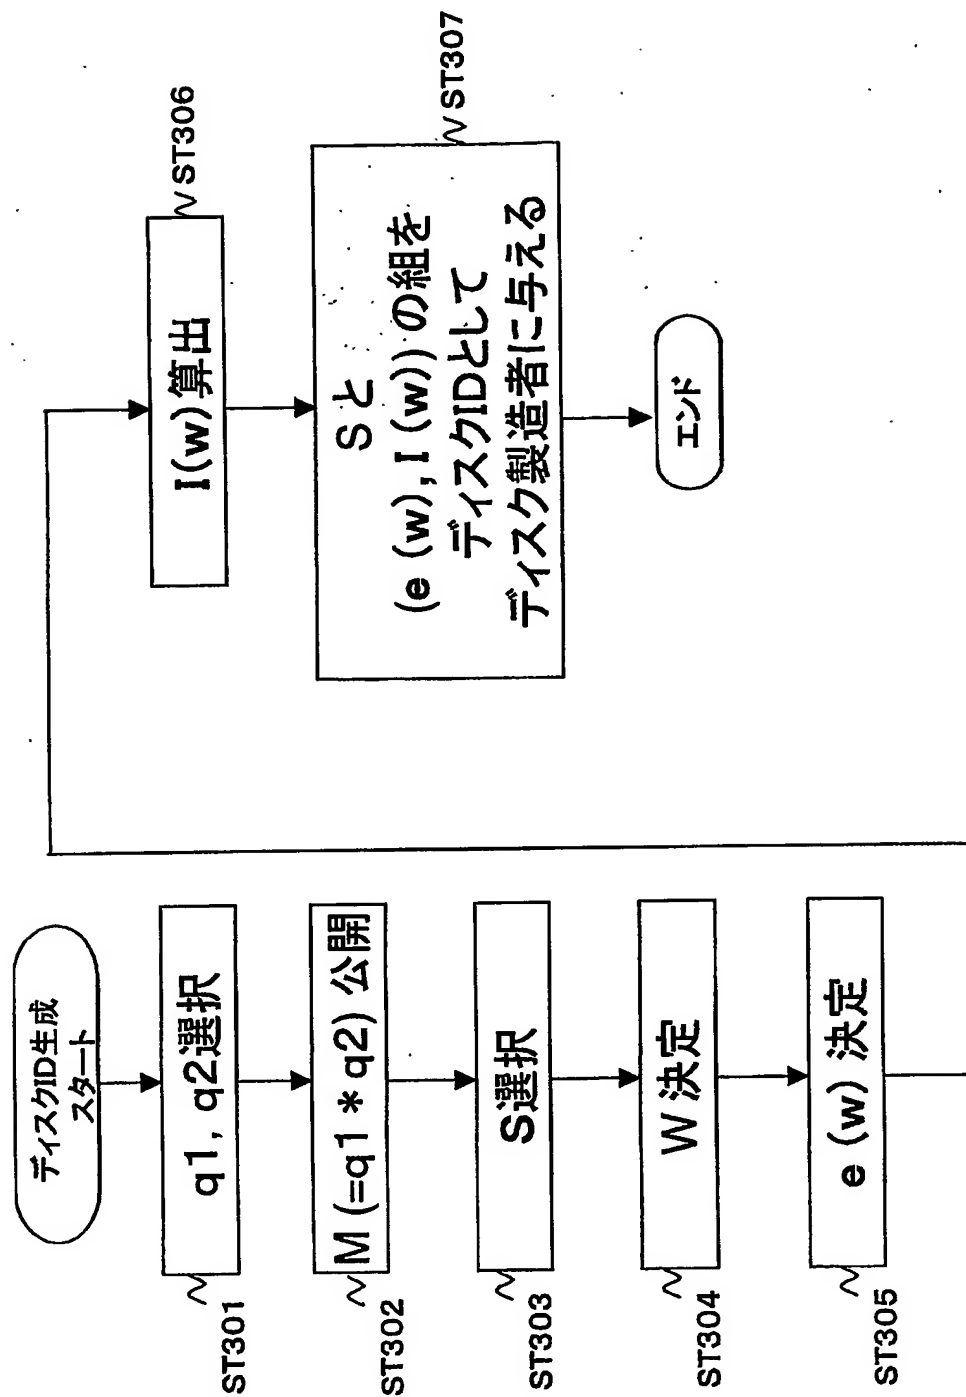 ディスクID生成
スタート
q1, q2選択
ST301
M (=q1 * q2) 公開
ST302
S選択
ST303
W 決定
ST304
e (w) 決定
ST305
I(w)算出
ST306
S と
(e (w), I (w)) の組を
ディスクIDとして
ディスク製造者に与える
ST307
エンド